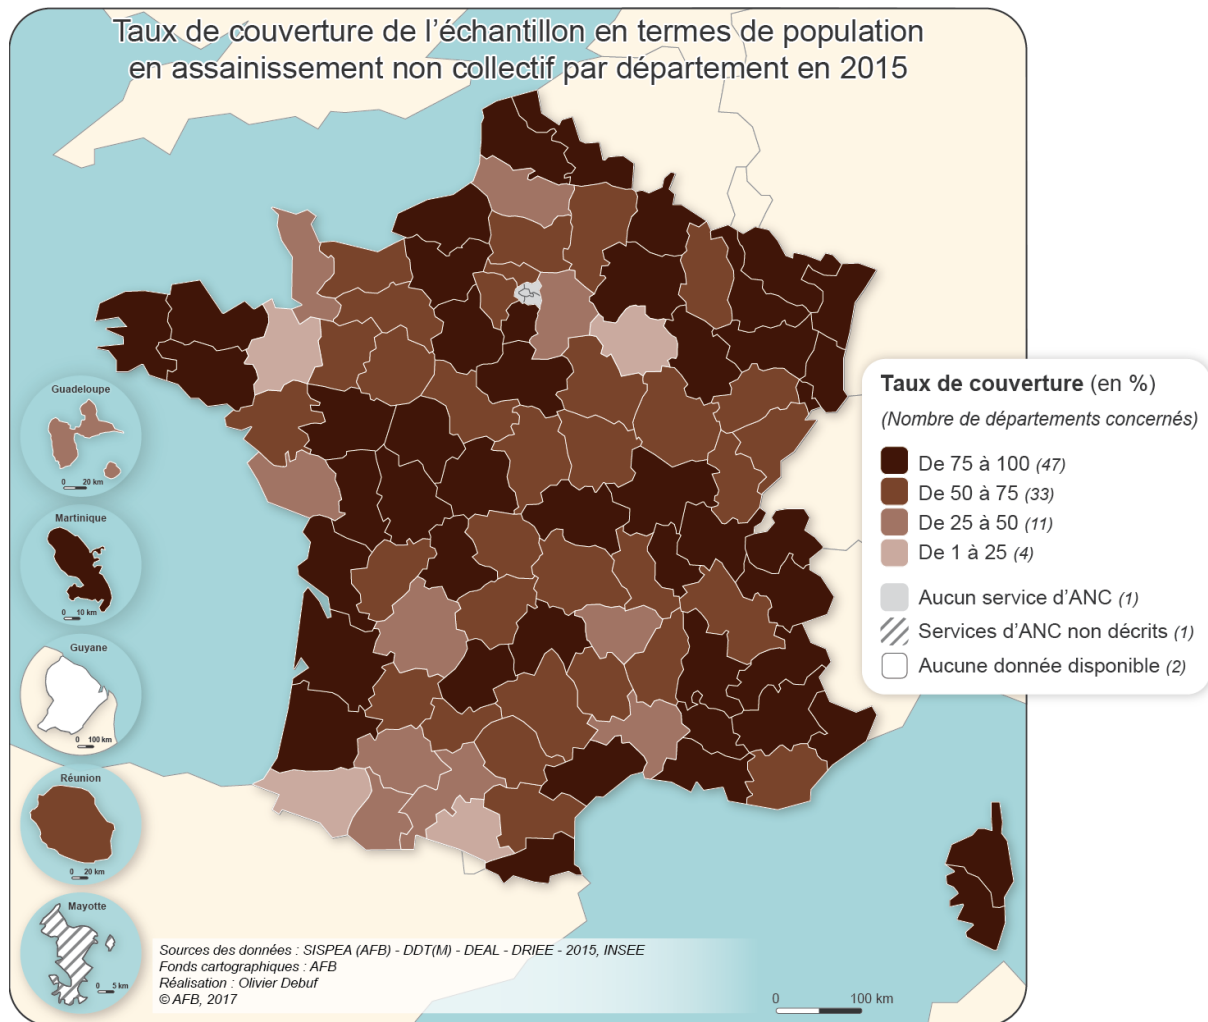 Taux de couverture de l'échantillon en termes de population
en assainissement non collectif par département en 2015
Guadeloupe
0 20 km
Martinique
0 10 km
Guyane
0 100 km
Réunion
0 20 km
Mayotte
0 5 km
Taux de couverture (en %)
(Nombre de départements concernés)
De 75 à 100 (47)
De 50 à 75 (33)
De 25 à 50 (11)
De 1 à 25 (4)
Aucun service d'ANC (1)
Services d'ANC non décrits (1)
Aucune donnée disponible (2)
Sources des données : SISPEA (AFB) - DDT(M) - DEAL - DRIEE - 2015, INSEE
Fonds cartographiques : AFB
Réalisation : Olivier Debuf
© AFB, 2017
0 100 km